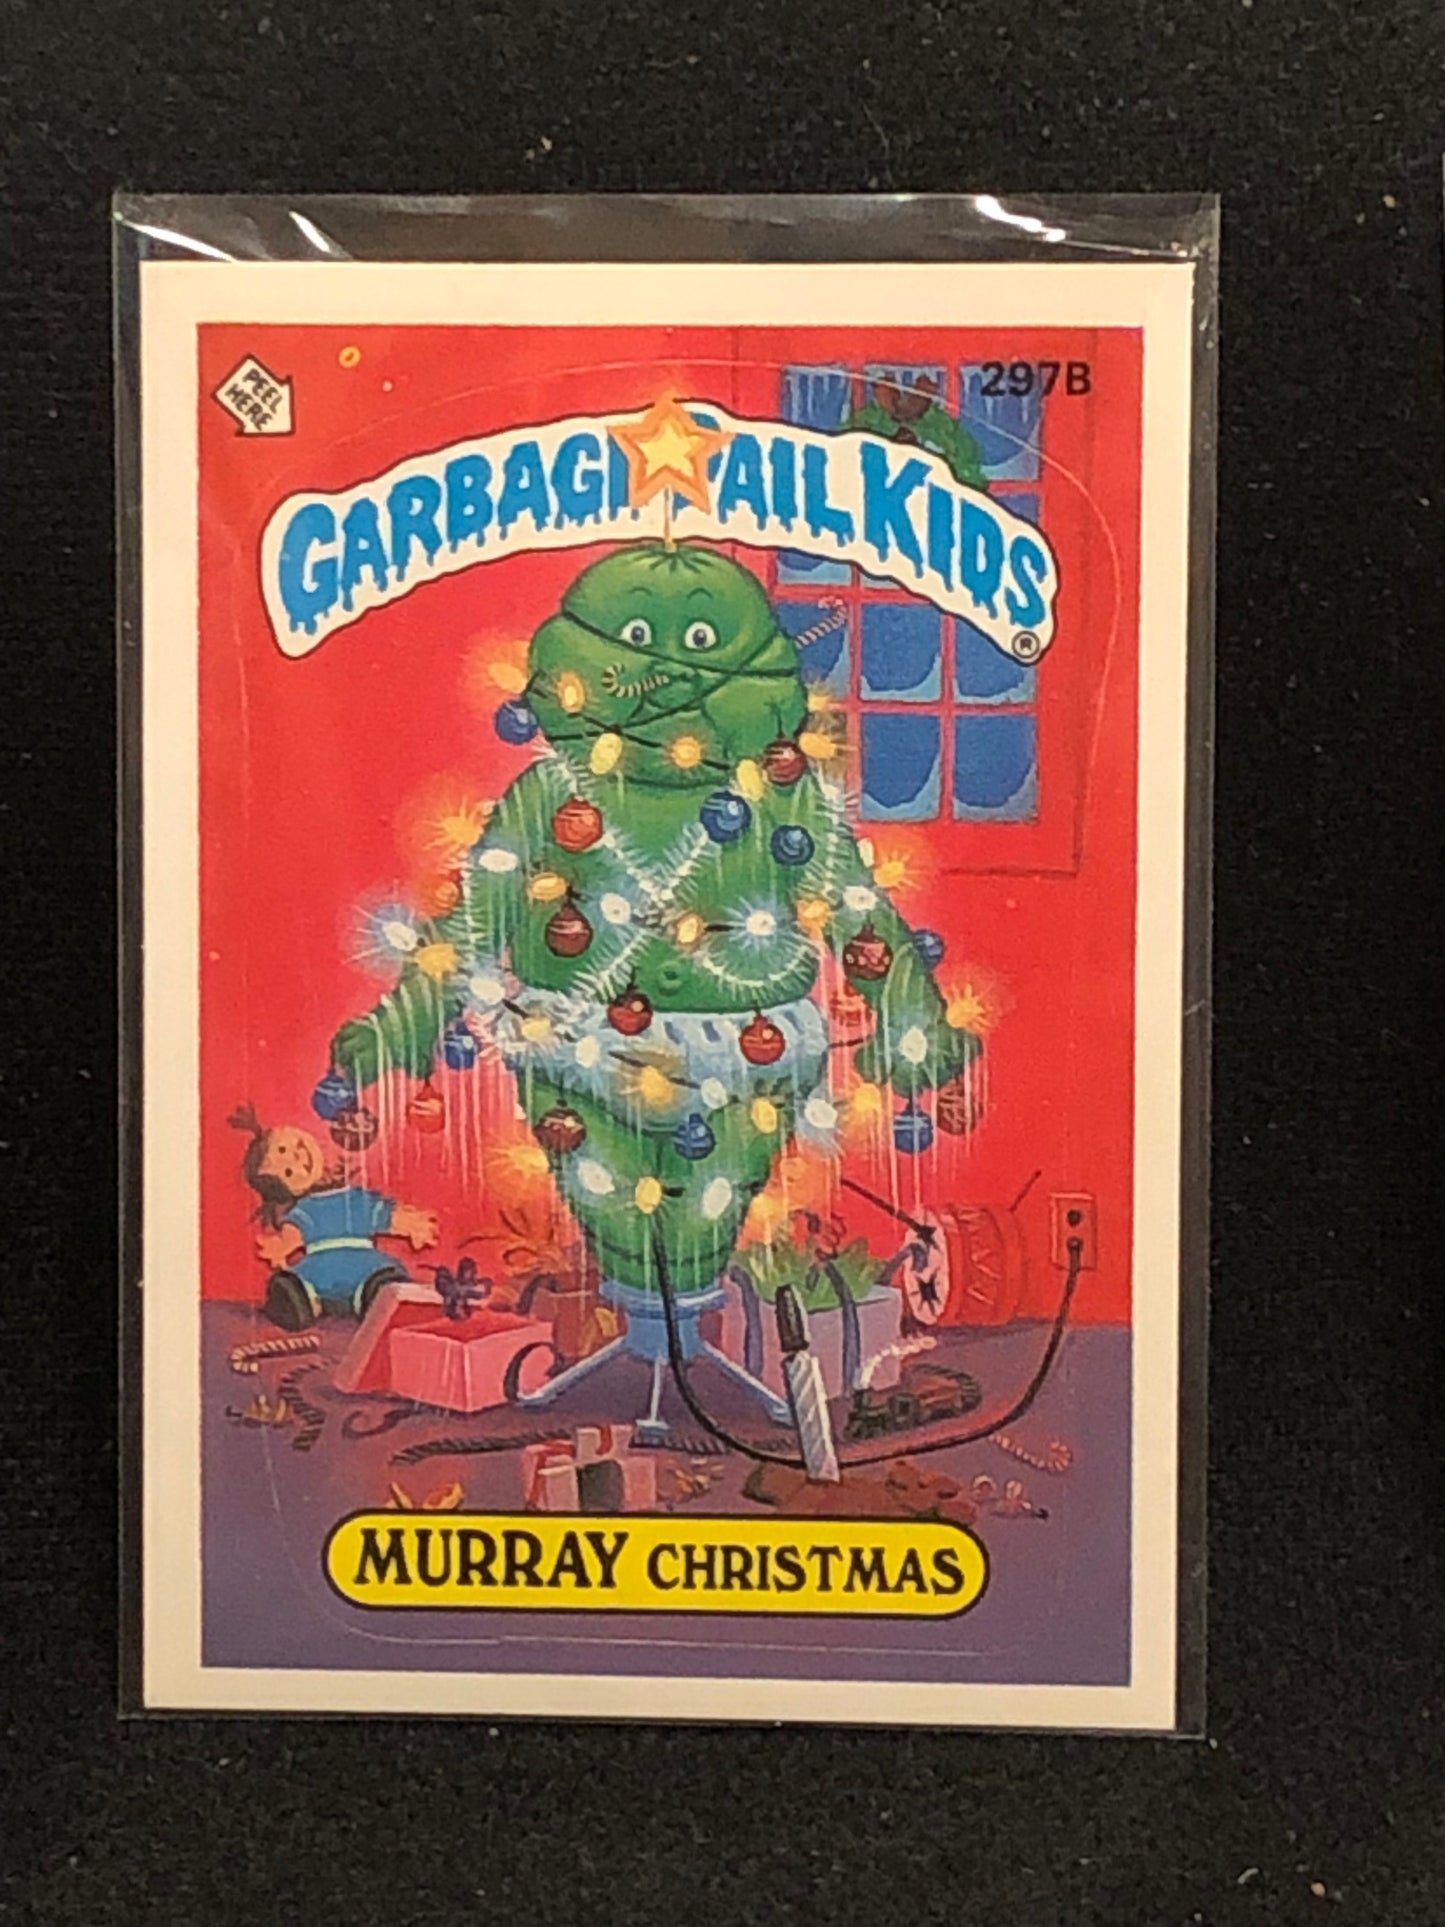 PEEL
HERE
297B
GARBAGE PAIL KIDS
®
MURRAY CHRISTMAS